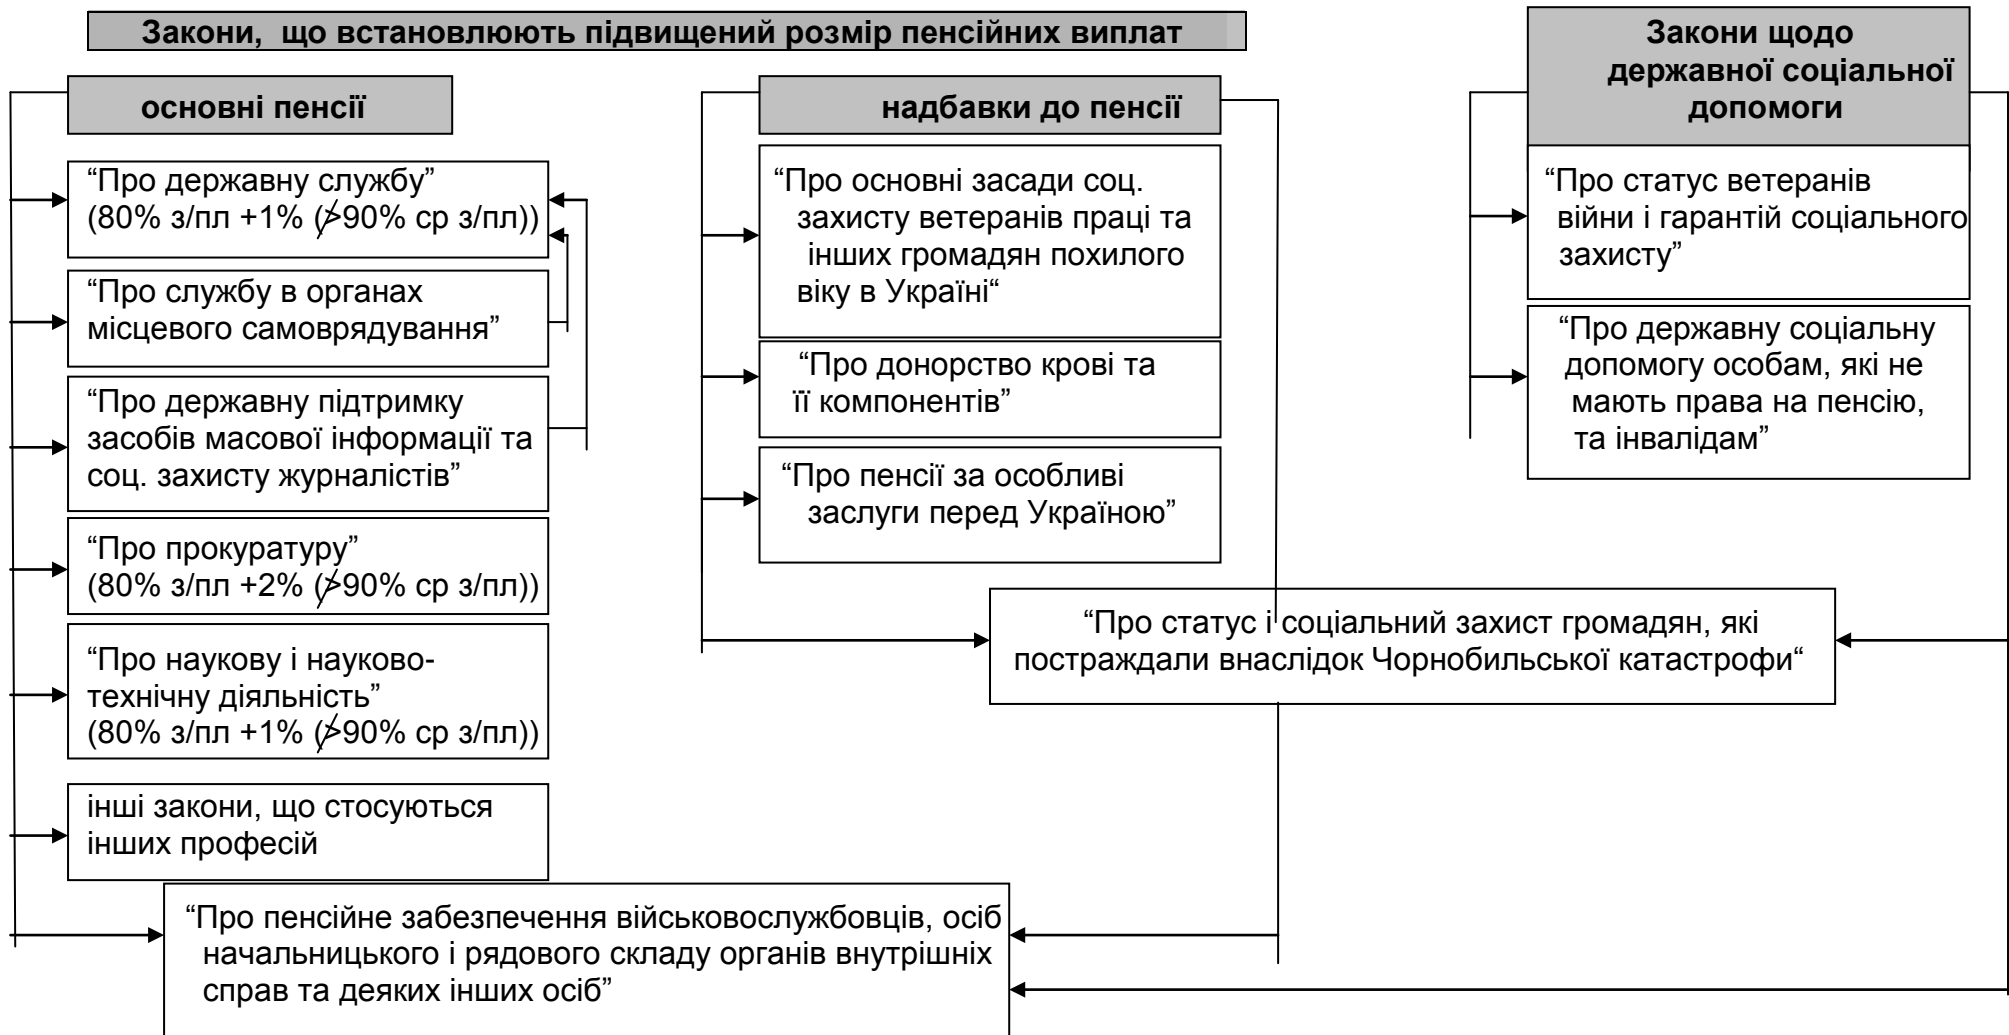 Закони, що встановлюють підвищений розмір пенсійних виплат
основні пенсії
“Про державну службу”
(80% з/пл +1% (≯90% ср з/пл))
“Про службу в органах
місцевого самоврядування”
“Про державну підтримку
засобів масової інформації та
соц. захисту журналістів”
“Про прокуратуру”
(80% з/пл +2% (≯90% ср з/пл))
“Про наукову і науково-
технічну діяльність”
(80% з/пл +1% (≯90% ср з/пл))
інші закони, що стосуються
інших професій
надбавки до пенсії
“Про основні засади соц.
захисту ветеранів праці та
інших громадян похилого
віку в Україні“
“Про донорство крові та
її компонентів”
“Про пенсії за особливі
заслуги перед Україною”
Закони щодо
державної соціальної
допомоги
“Про статус ветеранів
війни і гарантій соціального
захисту”
“Про державну соціальну
допомогу особам, які не
мають права на пенсію,
та інвалідам”
“Про статус і соціальний захист громадян, які
постраждали внаслідок Чорнобильської катастрофи“
“Про пенсійне забезпечення військовослужбовців, осіб
начальницького і рядового складу органів внутрішніх
справ та деяких інших осіб”